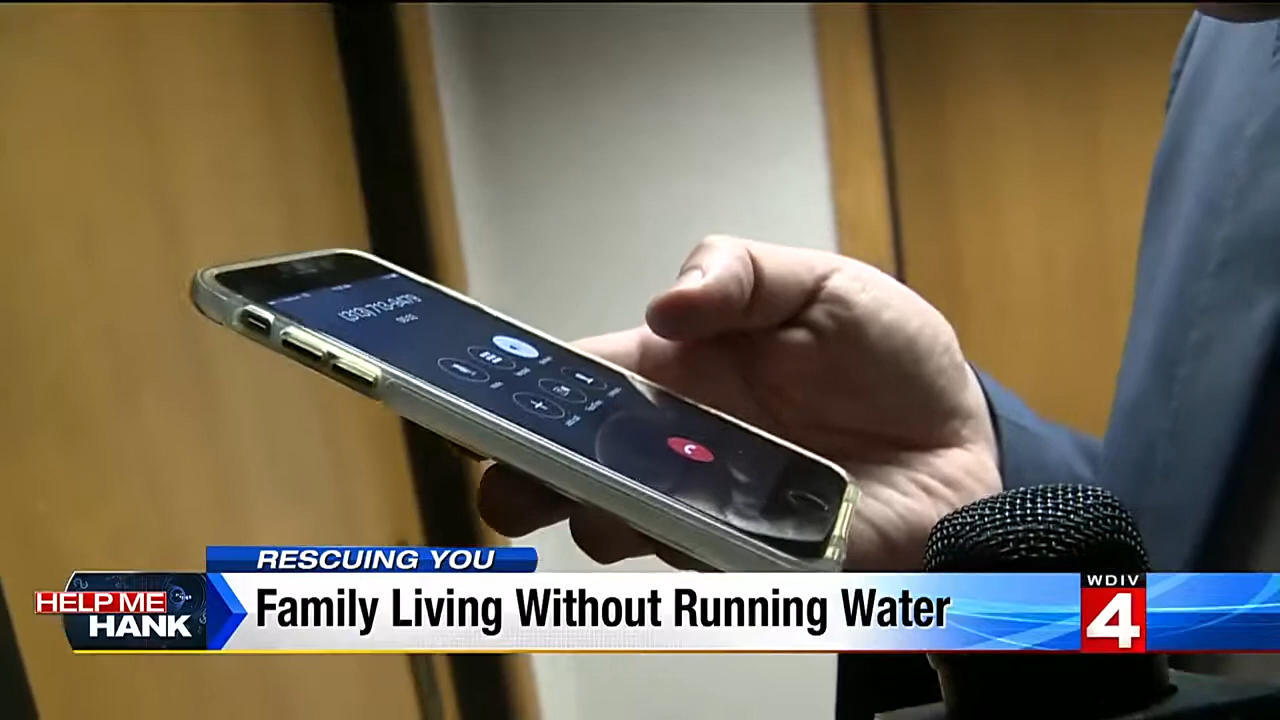 RESCUING YOU
HELP ME
HANK
Family Living Without Running Water
WDIV
4